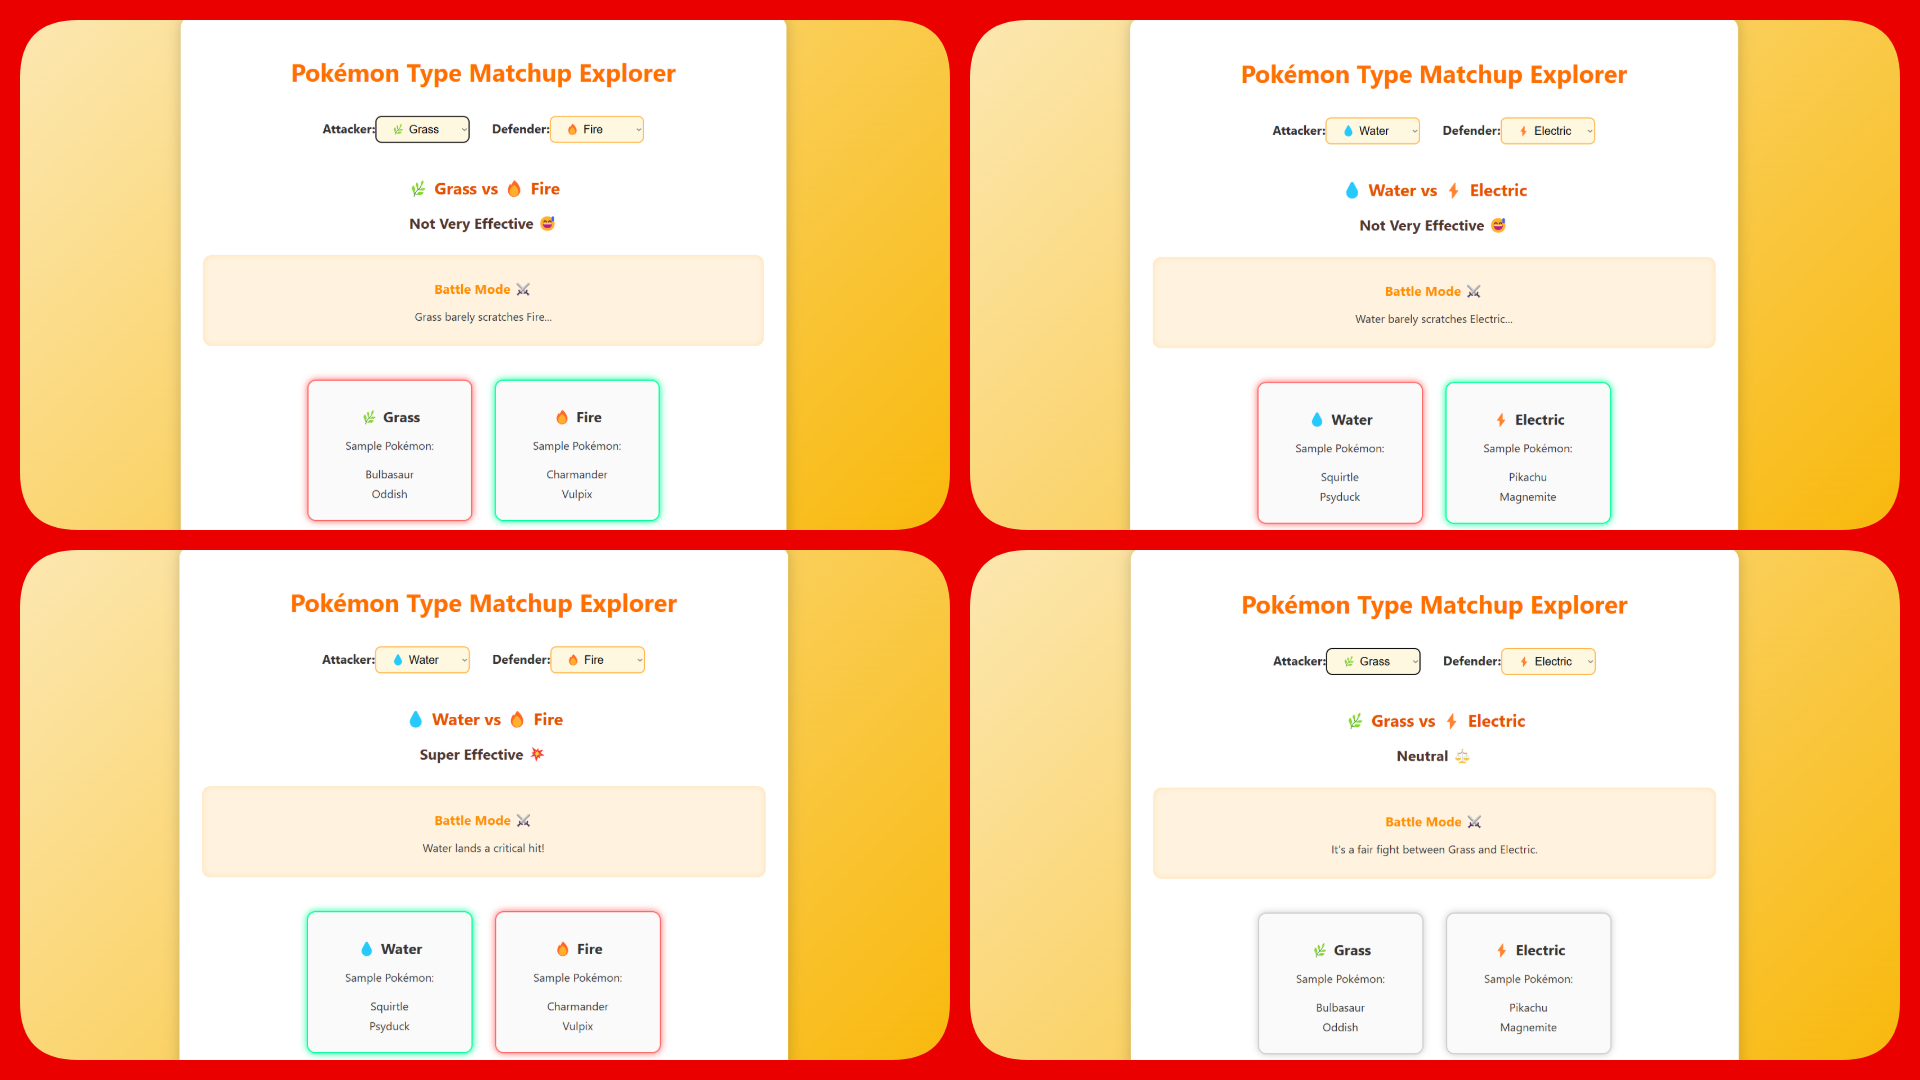 Pokémon Type Matchup Explorer
Attacker: Grass Defender: Fire
Grass vs Fire
Not Very Effective
Battle Mode
Grass barely scratches Fire...
Grass
Sample Pokémon:
Bulbasaur
Oddish
Fire
Sample Pokémon:
Charmander
Vulpix
Pokémon Type Matchup Explorer
Attacker: Water Defender: Electric
Water vs Electric
Not Very Effective
Battle Mode
Water barely scratches Electric...
Water
Sample Pokémon:
Squirtle
Psyduck
Electric
Sample Pokémon:
Pikachu
Magnemite
Pokémon Type Matchup Explorer
Attacker: Water Defender: Fire
Water vs Fire
Super Effective
Battle Mode
Water lands a critical hit!
Water
Sample Pokémon:
Squirtle
Psyduck
Fire
Sample Pokémon:
Charmander
Vulpix
Pokémon Type Matchup Explorer
Attacker: Grass Defender: Electric
Grass vs Electric
Neutral
Battle Mode
It's a fair fight between Grass and Electric.
Grass
Sample Pokémon:
Bulbasaur
Oddish
Electric
Sample Pokémon:
Pikachu
Magnemite